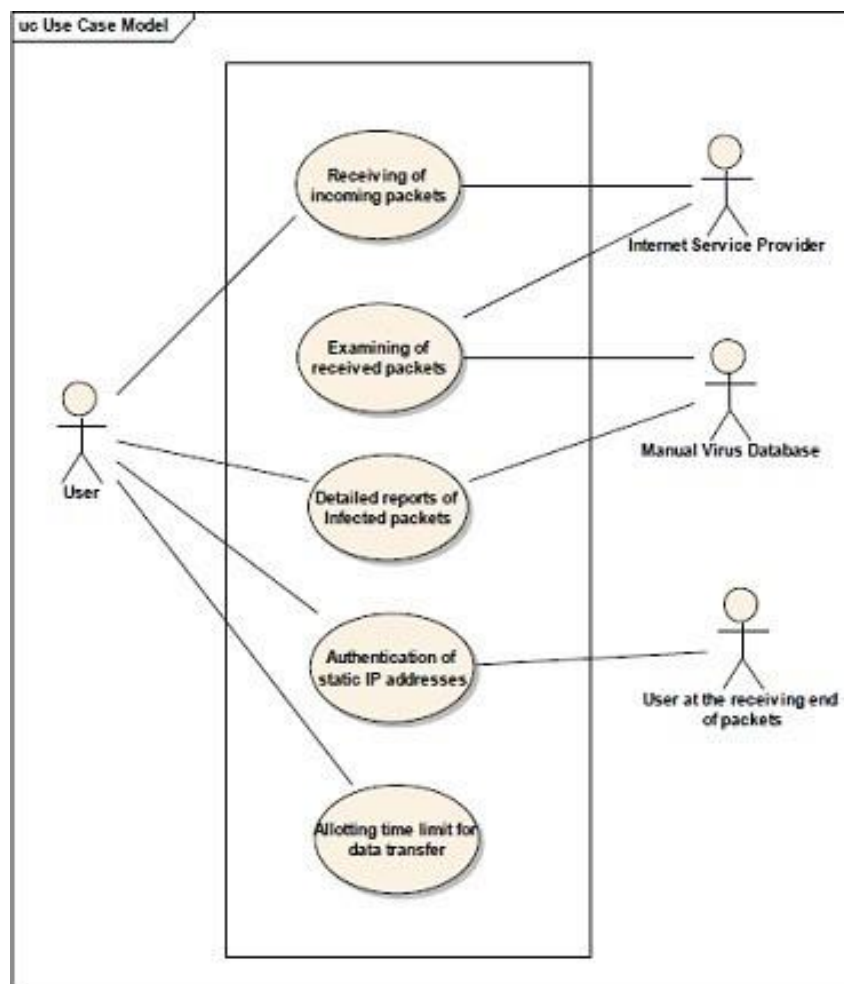 uc Use Case Model
Receiving of
incoming packets
Internet Service Provider
Examining of
received packets
Manual Virus Database
User
Detailed reports of
Infected packets
Authentication of
static IP addresses
User at the receiving end
of packets
Allotting time limit for
data transfer